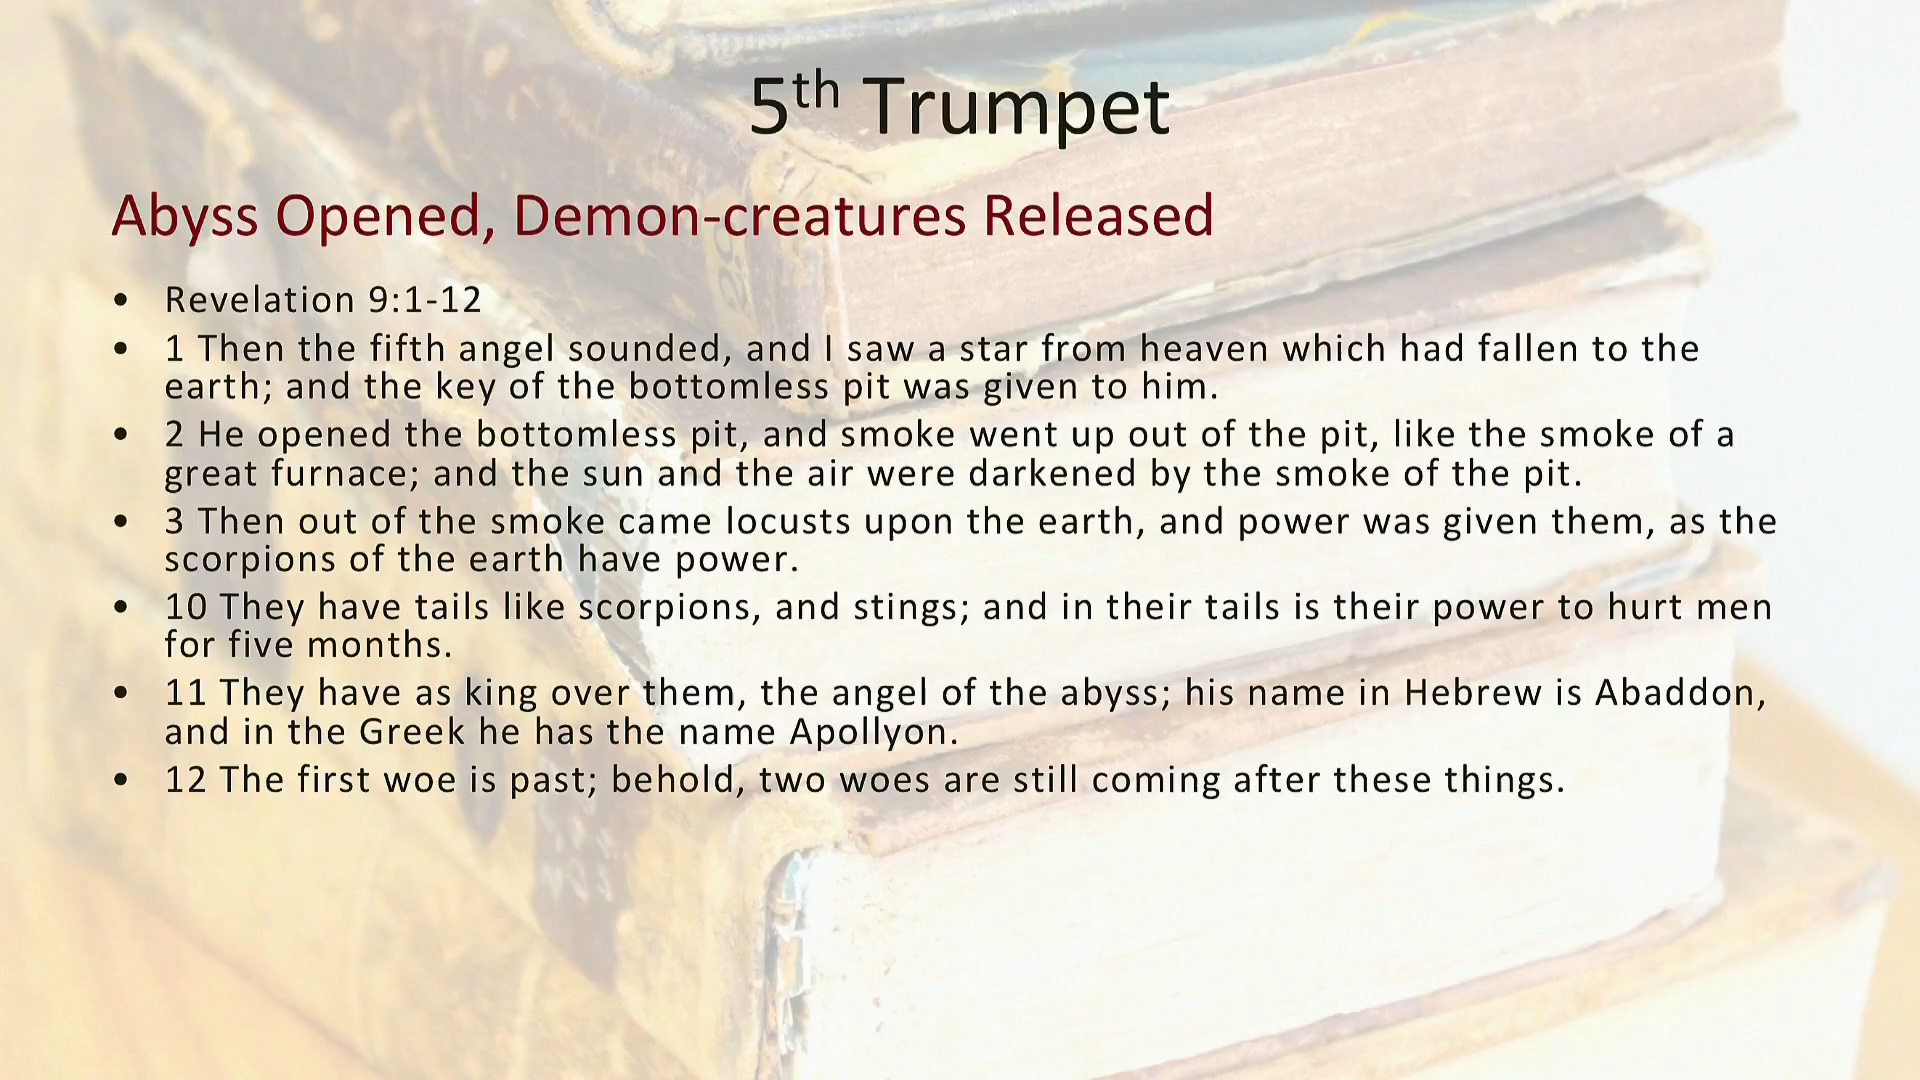 5th Trumpet
Abyss Opened, Demon-creatures Released
• Revelation 9:1-12
• 1 Then the fifth angel sounded, and I saw a star from heaven which had fallen to the
earth; and the key of the bottomless pit was given to him.
• 2 He opened the bottomless pit, and smoke went up out of the pit, like the smoke of a
great furnace; and the sun and the air were darkened by the smoke of the pit.
• 3 Then out of the smoke came locusts upon the earth, and power was given them, as the
scorpions of the earth have power.
• 10 They have tails like scorpions, and stings; and in their tails is their power to hurt men
for five months.
• 11 They have as king over them, the angel of the abyss; his name in Hebrew is Abaddon,
and in the Greek he has the name Apollyon.
• 12 The first woe is past; behold, two woes are still coming after these things.